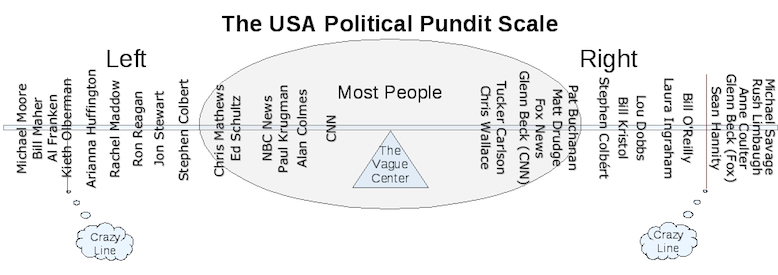 The USA Political Pundit Scale
Left
Right
Most People
Michael Moore
Bill Maher
Al Franken
Kieth Olberman
Arianna Huffington
Rachel Maddow
Ron Reagan
Jon Stewart
Stephen Colbert
Chris Mathews
Ed Schultz
NBC News
Paul Krugman
Alan Colmes
CNN
The
Vague
Center
Chris Wallace
Tucker Carlson
Glenn Beck (CNN)
Fox News
Matt Drudge
Pat Buchanan
Stephen Colbért
Bill Kristol
Lou Dobbs
Laura Ingraham
Bill O'Reilly
Sean Hannity
Glenn Beck (Fox)
Anne Coulter
Rush Limbaugh
Michael Savage
Crazy
Line
Crazy
Line